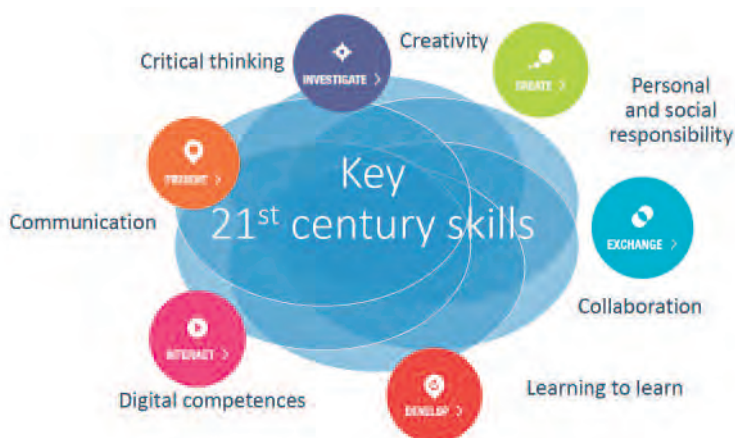 Creativity
Critical thinking
INVESTIGATE >
CREATE >
Personal
and social
responsibility
PRESENT >
Key
21st century skills
Communication
EXCHANGE >
Collaboration
INTERACT >
Digital competences
DEVELOP >
Learning to learn